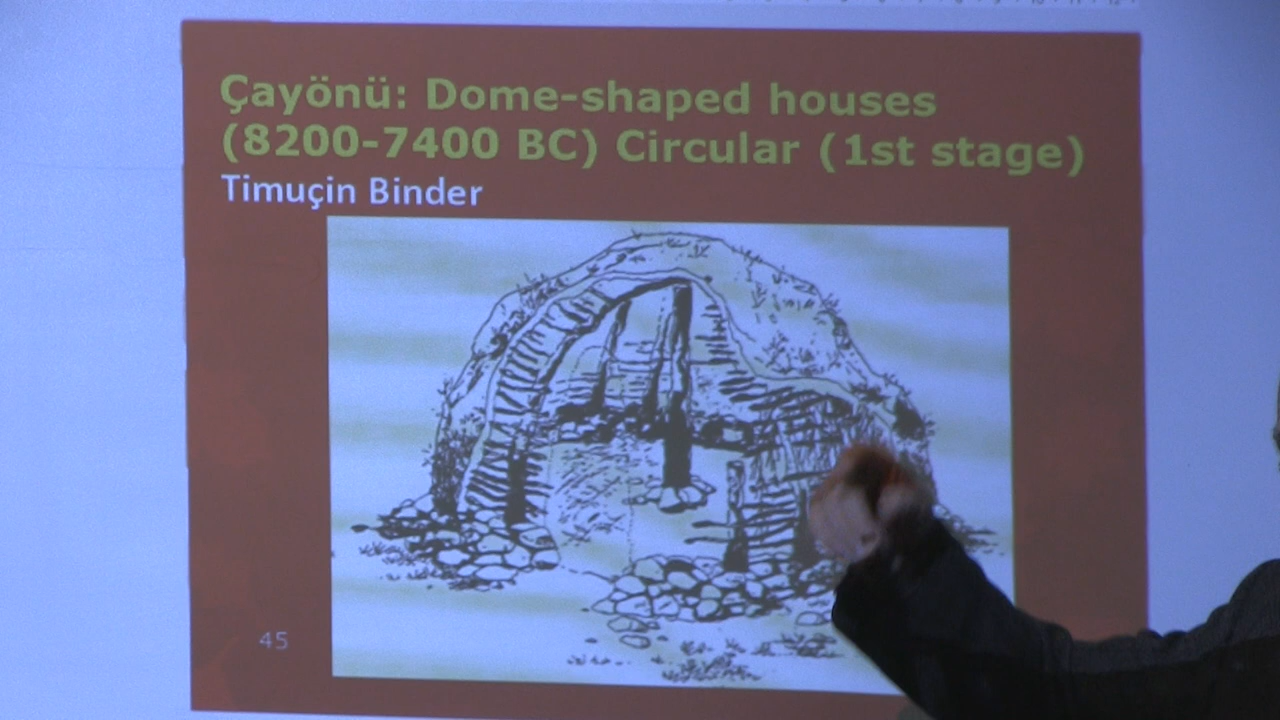 Çayönü: Dome-shaped houses
(8200-7400 BC) Circular (1st stage)
Timuçin Binder
45